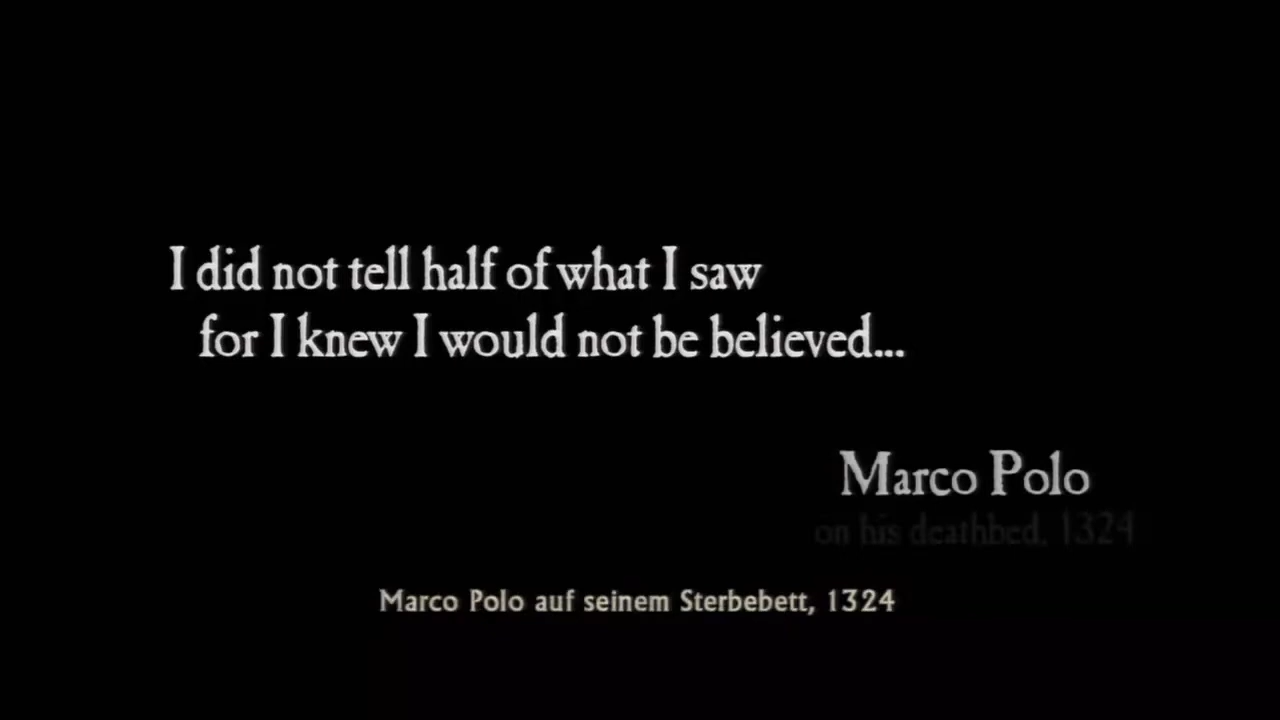 I did not tell half of what I saw
for I knew I would not be believed...
Marco Polo
on his deathbed, 1324
Marco Polo auf seinem Sterbebett, 1324